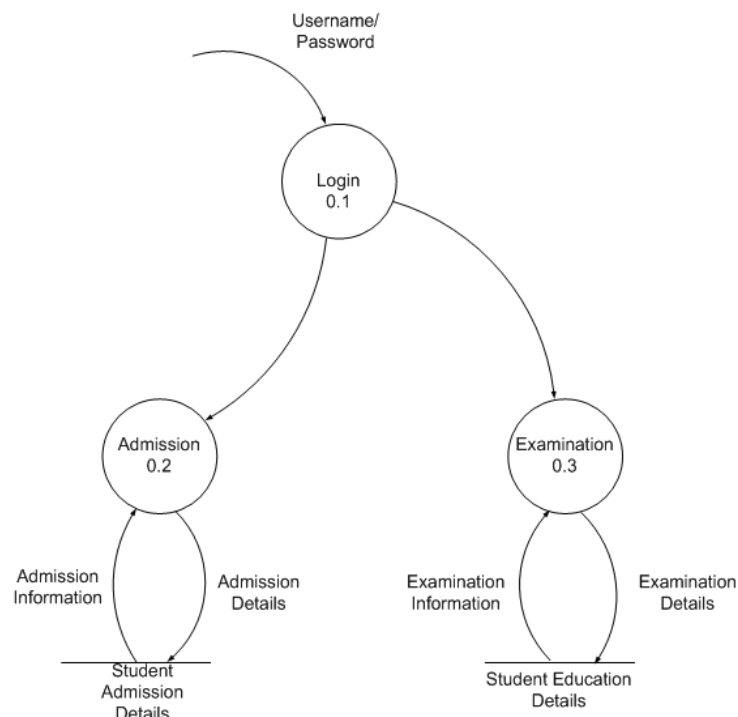 Username/
Password
Login
0.1
Admission
0.2
Examination
0.3
Admission
Information
Admission
Details
Examination
Information
Examination
Details
Student
Admission
Details
Student Education
Details